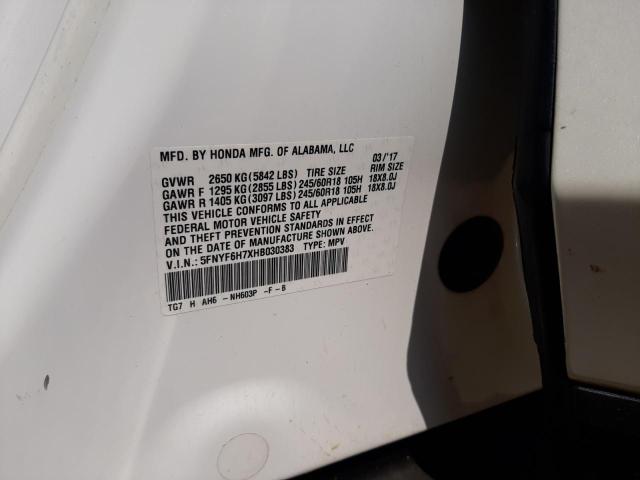 MFD. BY HONDA MFG. OF ALABAMA, LLC 03/'17
GVWR 2650 KG(5842 LBS) TIRE SIZE RIM SIZE
GAWR F 1295 KG(2855 LBS)245/60R18 105H 18X8.0J
GAWR R 1405 KG(3097 LBS)245/60R18 105H 18X8.0J
THIS VEHICLE CONFORMS TO ALL APPLICABLE
FEDERAL MOTOR VEHICLE SAFETY
AND THEFT PREVENTION STANDARDS IN EFFECT
ON THE DATE OF MANUFACTURE SHOWN ABOVE.
V.I.N.: 5FNYF6H7XHB030383 TYPE: MPV
TG7 H AH6 -NH603P -F-B